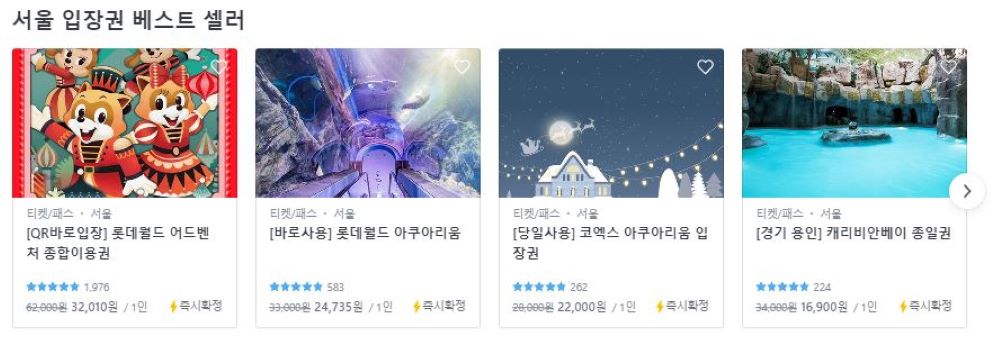 서울 입장권 베스트 셀러
티켓/패스 · 서울
[QR바로입장] 롯데월드 어드벤
처 종합이용권
1,976
62,000원 32,010원 / 1인 즉시확정
티켓/패스 · 서울
[바로사용] 롯데월드 아쿠아리움
583
33,000원 24,735원 / 1인 즉시확정
티켓/패스 · 서울
[당일사용] 코엑스 아쿠아리움 입
장권
262
28,000원 22,000원 / 1인 즉시확정
티켓/패스 · 서울
[경기 용인] 캐리비안베이 종일권
224
34,000원 16,900원 / 1인 즉시확정